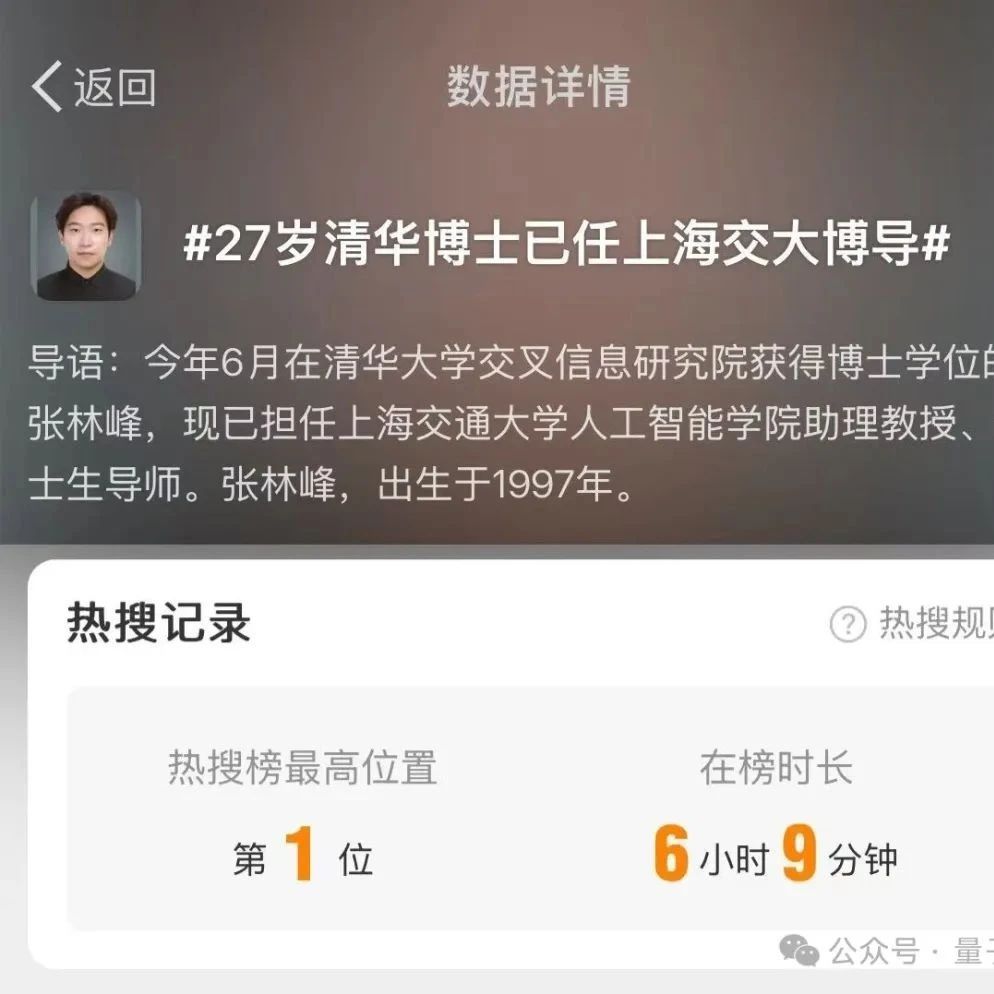 返回
数据详情
#27岁清华博士已任上海交大博导#
导语：今年6月在清华大学交叉信息研究院获得博士学位
张林峰，现已担任上海交通大学人工智能学院助理教授、
士生导师。张林峰，出生于1997年。
热搜记录
? 热搜规
热搜榜最高位置
在榜时长
第 1 位
6小时9分钟
公众号 · 量